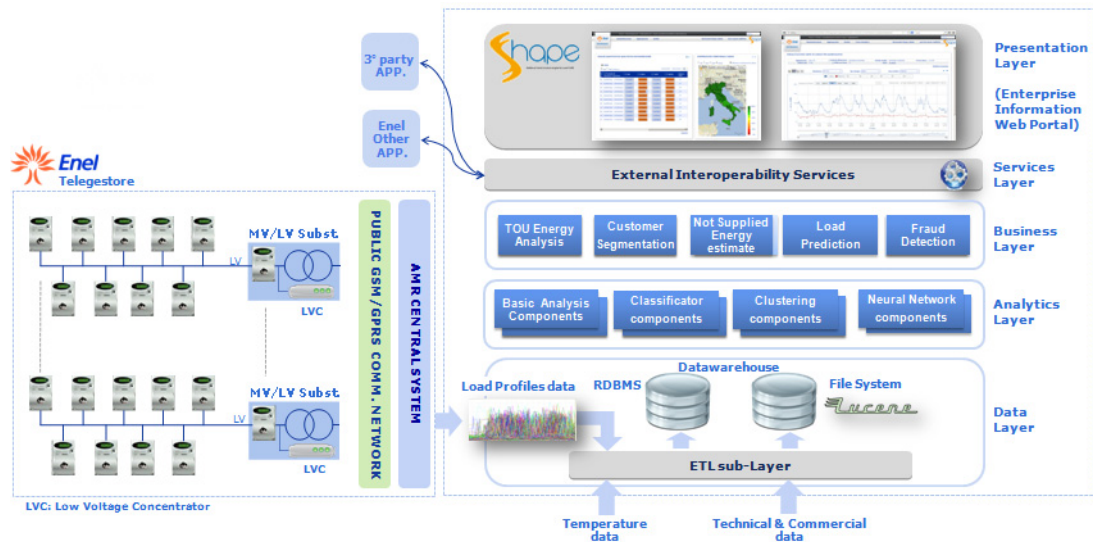 Shape
Presentation
Layer
(Enterprise
Information
Web Portal)
3° party
APP.
Enel
Other
APP.
External Interoperability Services
Services
Layer
Enel
Telegestore
TOU Energy
Analysis
Customer
Segmentation
Not Supplied
Energy
estimate
Load
Prediction
Fraud
Detection
Business
Layer
Basic Analysis
Components
Classificator
components
Clustering
components
Neural Network
components
Analytics
Layer
MV/LV Subst.
LV
LVC
MV/LV Subst.
LV
LVC
PUBLIC GSM/GPRS COMM. NETWORK
AMR CENTRAL SYSTEM
Datawarehouse
Load Profiles data
RDBMS
File System
Lucene
Data
Layer
ETL sub-Layer
LVC: Low Voltage Concentrator
Temperature
data
Technical & Commercial
data